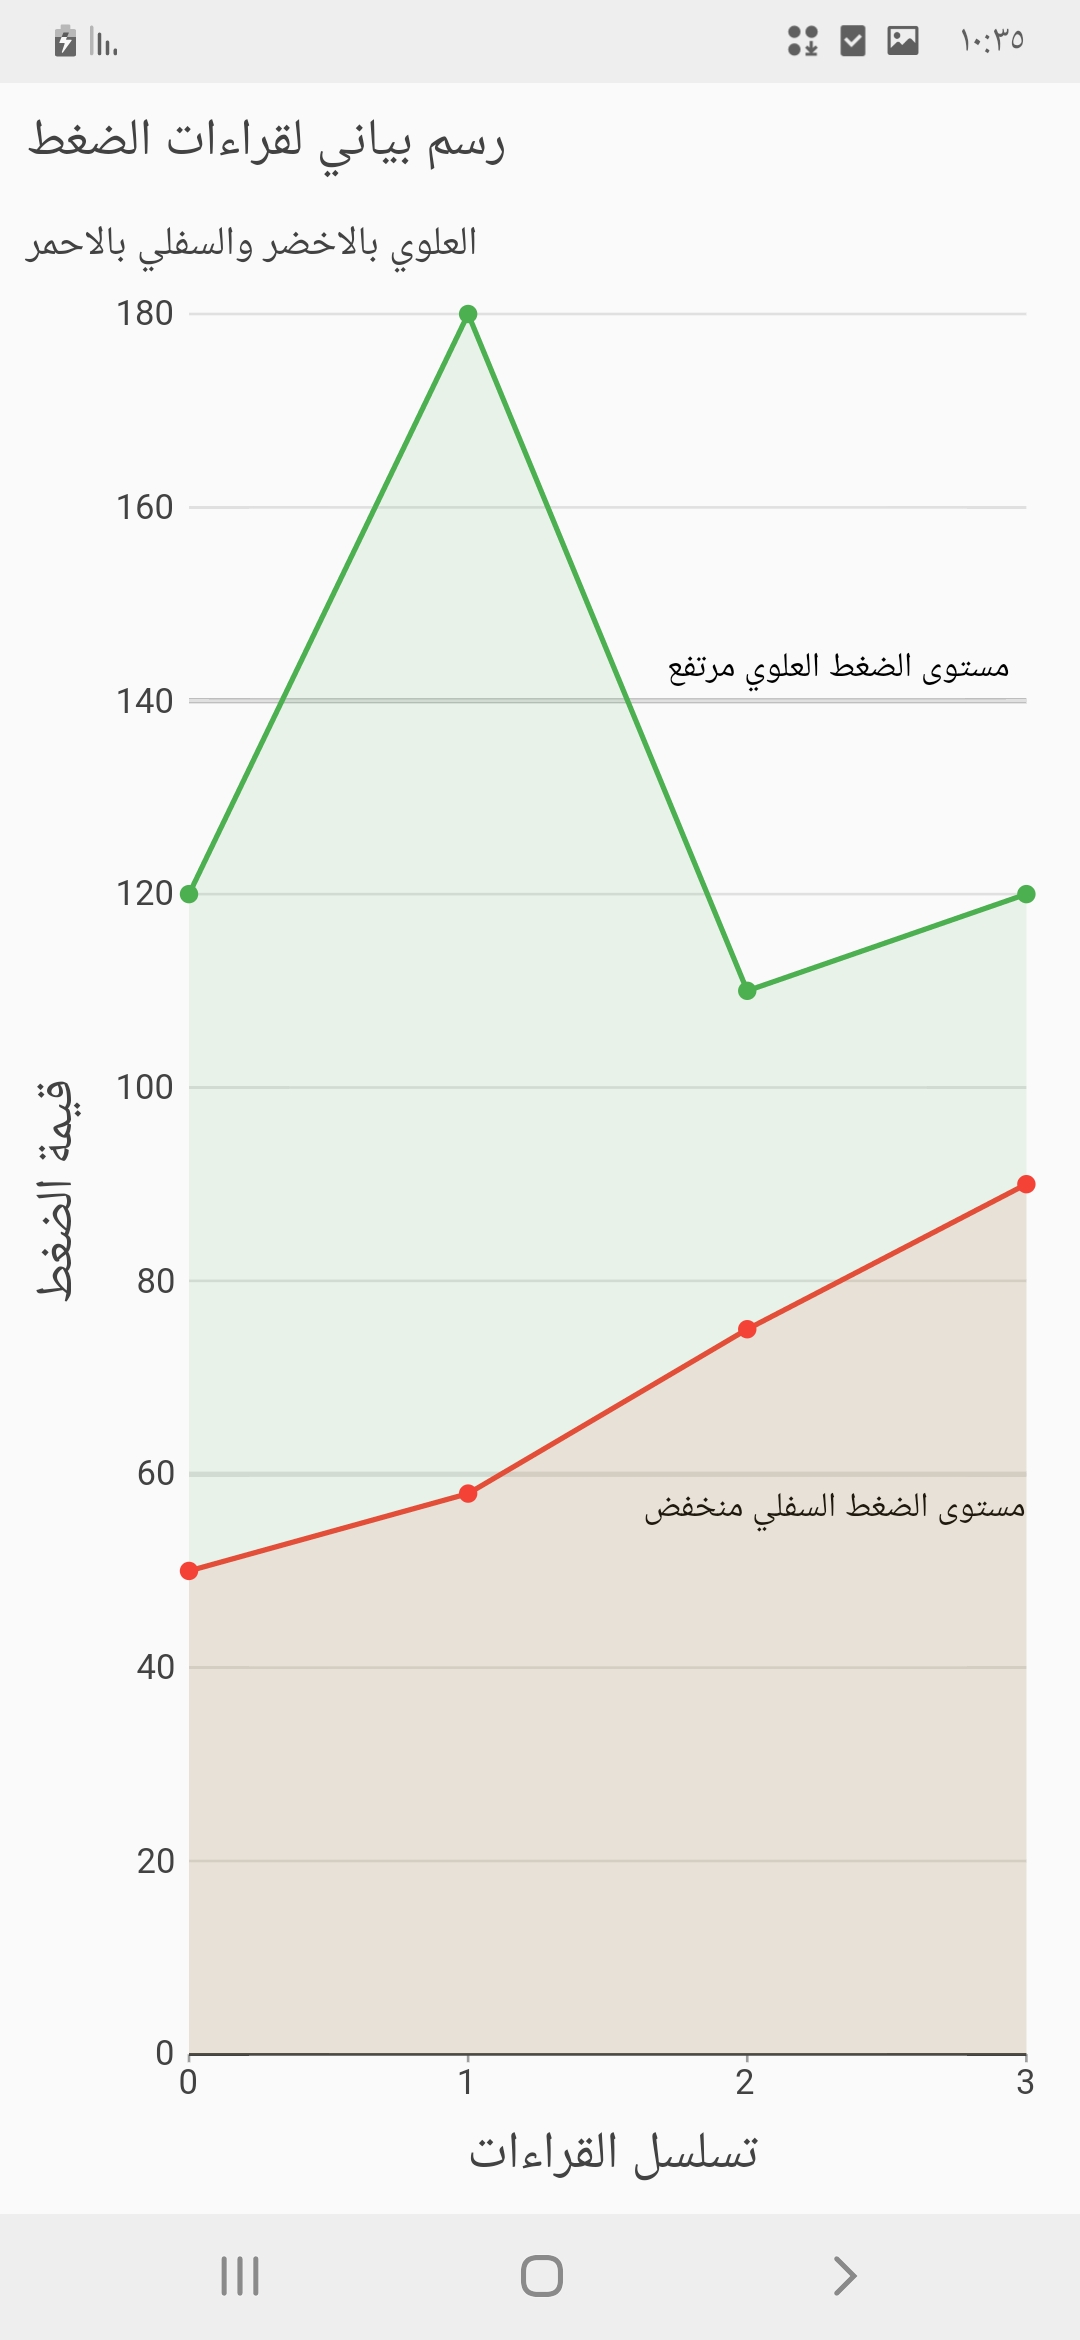 ١٠:٣٥
رسم بياني لقراءات الضغط
العلوي بالاخضر والسفلي بالاحمر
180
160
مستوى الضغط العلوي مرتفع
140
120
100
قيمة الضغط
80
60
مستوى الضغط السفلي منخفض
40
20
0
0 1 2 3
تسلسل القراءات